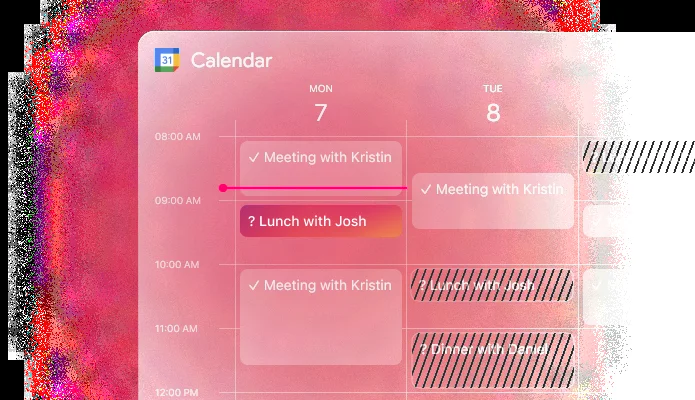 31
Calendar
MON
TUE
7
8
08:00 AM
✓ Meeting with Kristin
✓ Meeting with Kristin
09:00 AM
? Lunch with Josh
10:00 AM
✓ Meeting with Kristin
? Lunch with Josh
11:00 AM
? Dinner with Daniel
12:00 PM